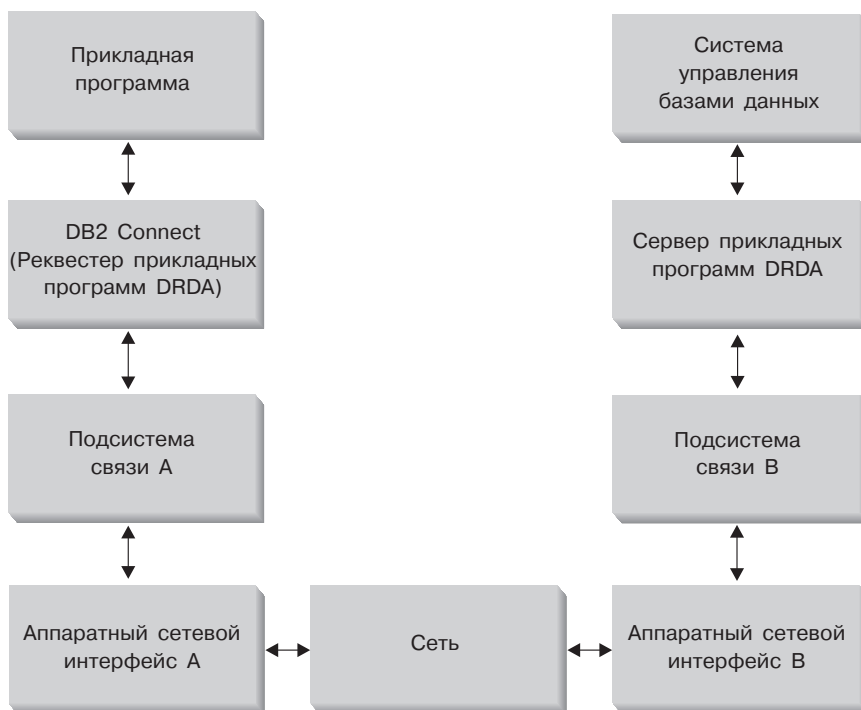 Прикладная
программа
Система
управления
базами данных
DB2 Connect
(Реквестер прикладных
программ DRDA)
Сервер прикладных
программ DRDA
Подсистема
связи A
Подсистема
связи B
Аппаратный сетевой
интерфейс A
Сеть
Аппаратный сетевой
интерфейс B